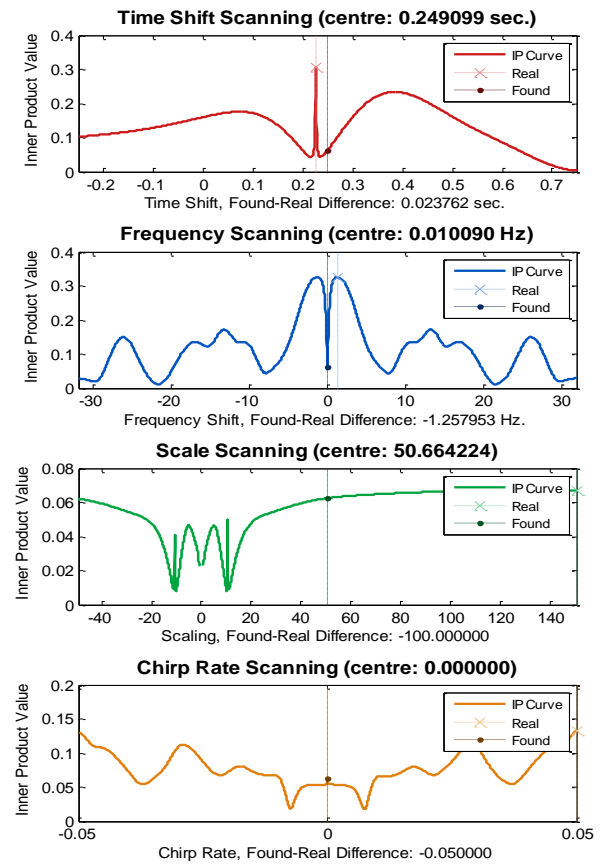 Time Shift Scanning (centre: 0.249099 sec.)
Inner Product Value
0.4
0.3
0.2
0.1
0
IP Curve
Real
Found
-0.2 -0.1 0 0.1 0.2 0.3 0.4 0.5 0.6 0.7
Time Shift, Found-Real Difference: 0.023762 sec.
Frequency Scanning (centre: 0.010090 Hz)
Inner Product Value
0.4
0.3
0.2
0.1
0
IP Curve
Real
Found
-30 -20 -10 0 10 20 30
Frequency Shift, Found-Real Difference: -1.257953 Hz.
Scale Scanning (centre: 50.664224)
Inner Product Value
0.08
0.06
0.04
0.02
0
IP Curve
Real
Found
-40 -20 0 20 40 60 80 100 120 140
Scaling, Found-Real Difference: -100.000000
Chirp Rate Scanning (centre: 0.000000)
Inner Product Value
0.2
0.15
0.1
0.05
0
IP Curve
Real
Found
-0.05 0 0.05
Chirp Rate, Found-Real Difference: -0.050000